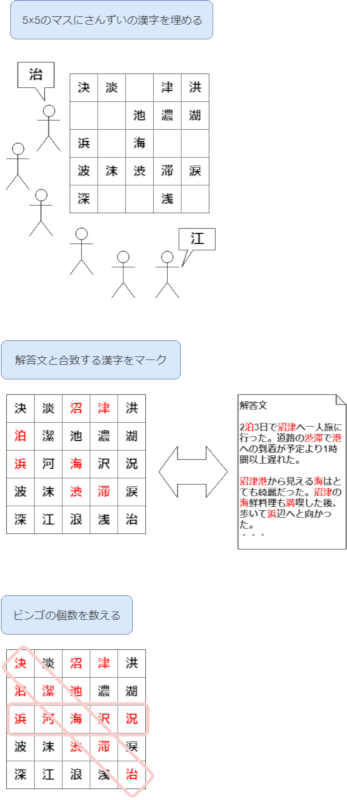 5×5のマスにさんずいの漢字を埋める
治
決 淡 津 洪
池 濃 湖
浜 海
波 沫 渋 滞 涙
深 浅
江
解答文と合致する漢字をマーク
決 淡 沼 津 洪
泊 潔 池 濃 湖
浜 河 海 沢 況
波 沫 渋 滞 涙
深 江 浪 浅 治
解答文
2泊3日で沼津へ一人旅に
行った。道路の渋滞で港
への到着が予定より1時
間以上遅れた。
沼津港から見える海はと
ても綺麗だった。沼津の
海鮮料理も満喫した後、
歩いて浜辺へと向かっ
た。
・・・
ビンゴの個数を数える
決 淡 沼 津 洪
泊 潔 池 濃 湖
浜 河 海 沢 況
波 沫 渋 滞 涙
深 江 浪 浅 治